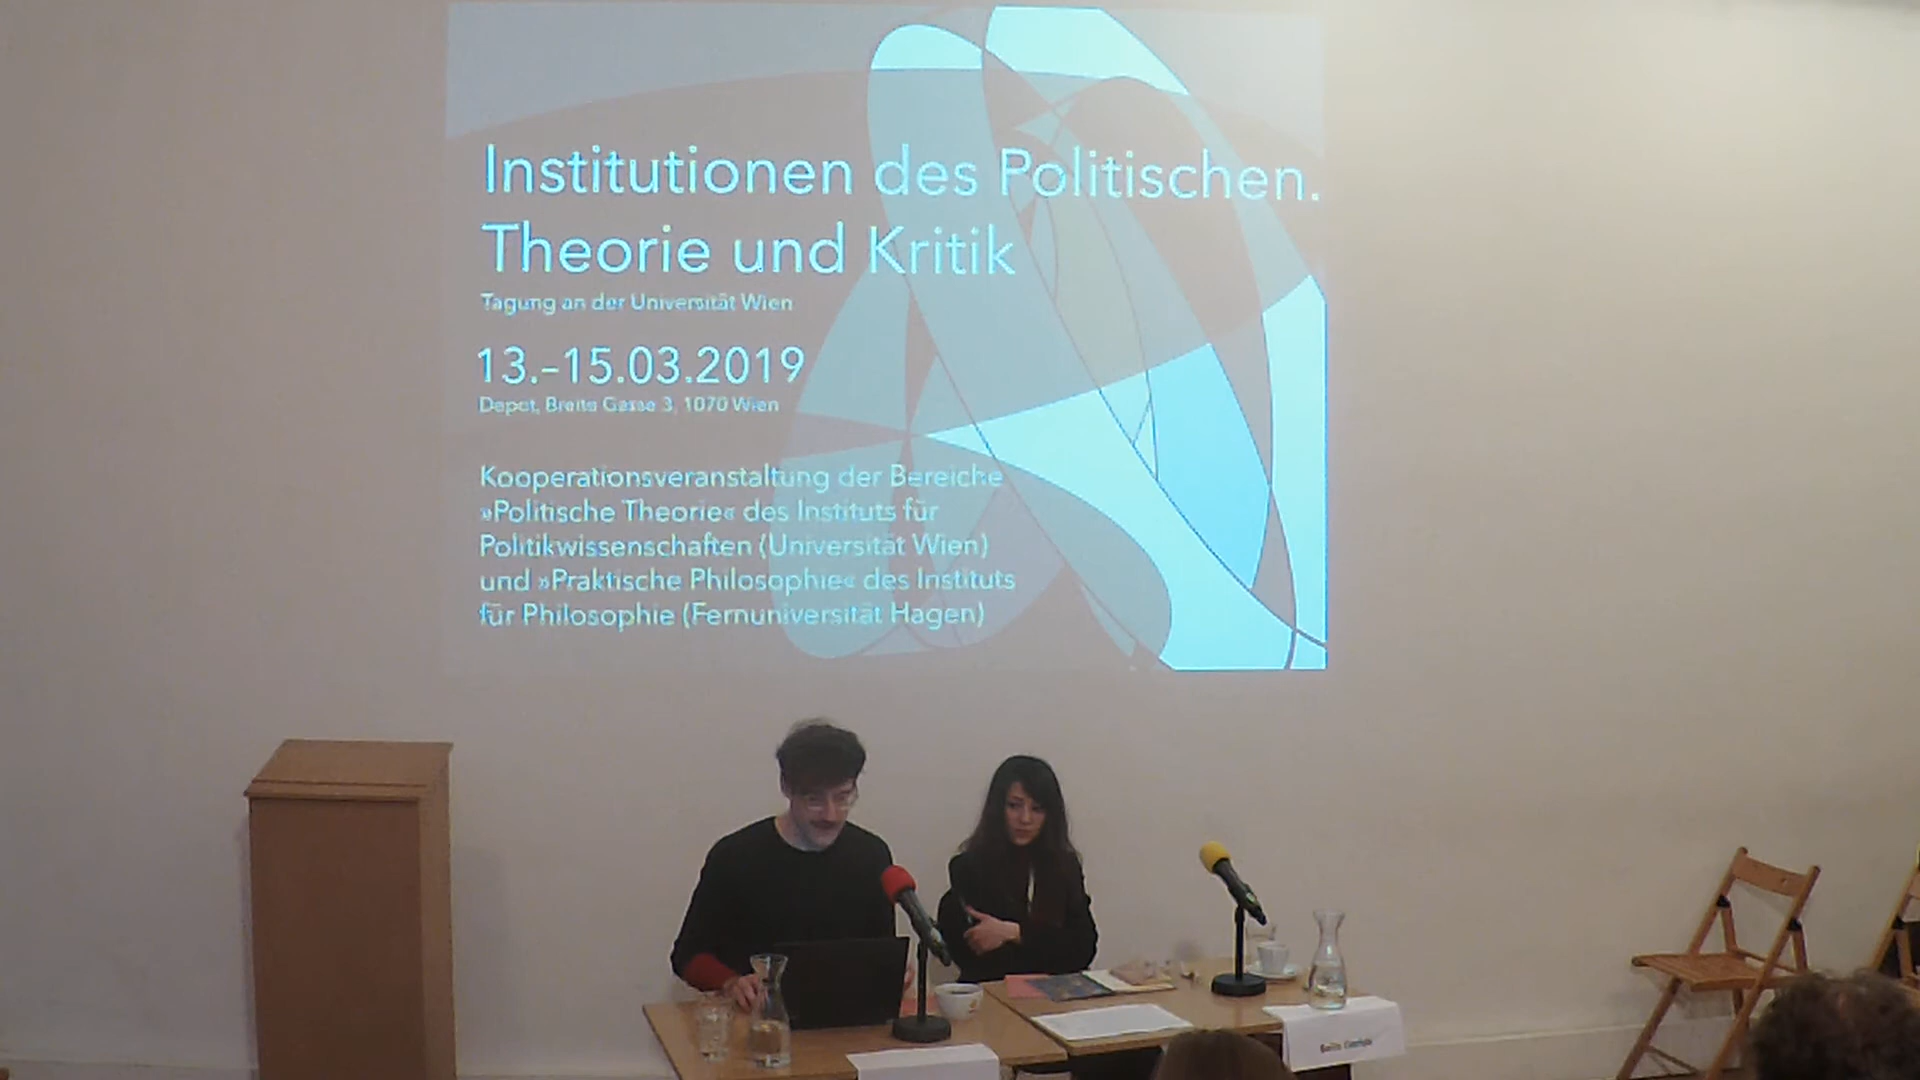 Institutionen des Politischen.
Theorie und Kritik
Tagung an der Universität Wien
13.–15.03.2019
Depot, Breite Gasse 3, 1070 Wien
Kooperationsveranstaltung der Bereiche
»Politische Theorie« des Instituts für
Politikwissenschaften (Universität Wien)
und »Praktische Philosophie« des Instituts
für Philosophie (Fernuniversität Hagen)